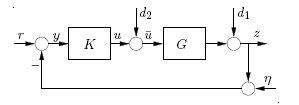 d₂ d₁
r y K u ū G z
−
η